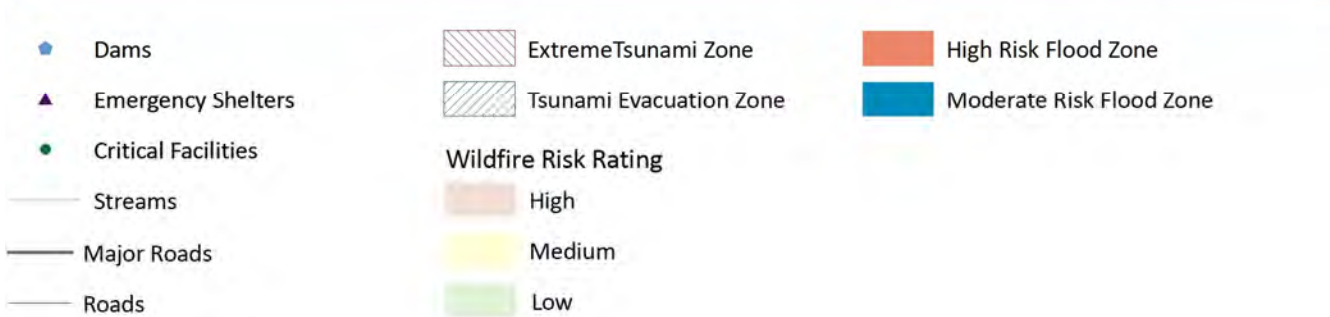 Dams
Emergency Shelters
Critical Facilities
Streams
Major Roads
Roads
ExtremeTsunami Zone
Tsunami Evacuation Zone
Wildfire Risk Rating
High
Medium
Low
High Risk Flood Zone
Moderate Risk Flood Zone